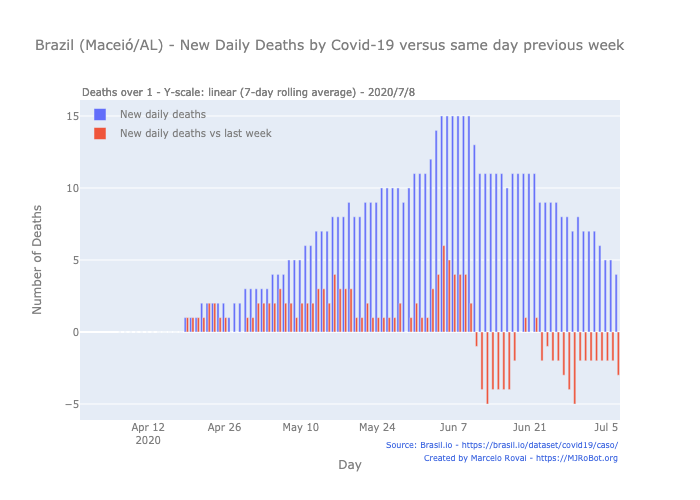 Brazil (Maceió/AL) - New Daily Deaths by Covid-19 versus same day previous week
Deaths over 1 - Y-scale: linear (7-day rolling average) - 2020/7/8
New daily deaths
New daily deaths vs last week
15
10
5
0
−5
Number of Deaths
Apr 12 Apr 26 May 10 May 24 Jun 7 Jun 21 Jul 5
2020
Day
Source: Brasil.io - https://brasil.io/dataset/covid19/caso/
Created by Marcelo Rovai - https://MJRoBot.org